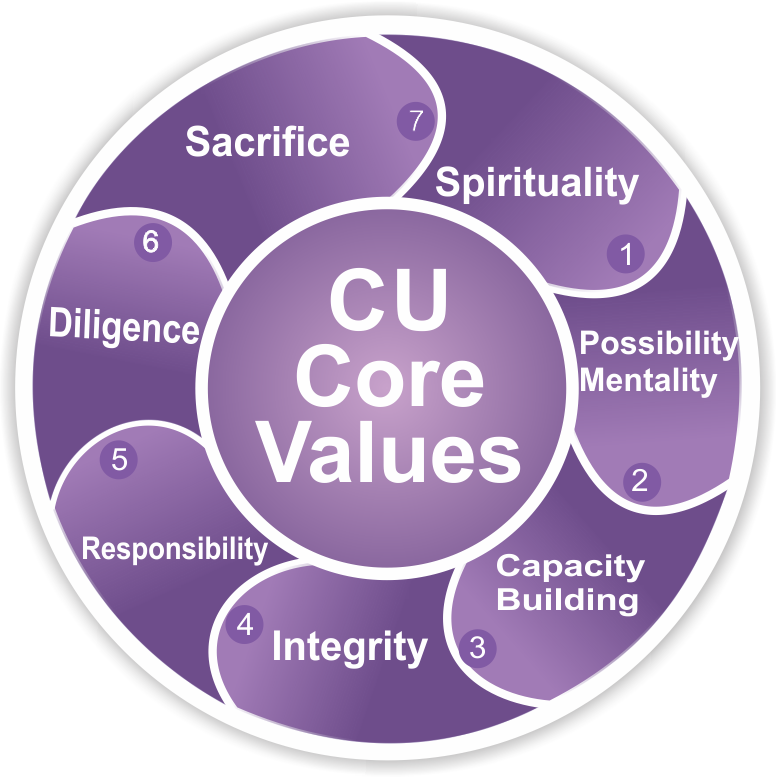 CU
Core
Values
Spirituality
1
Possibility
Mentality
2
Capacity
Building
3
Integrity
4
Responsibility
5
Diligence
6
Sacrifice
7